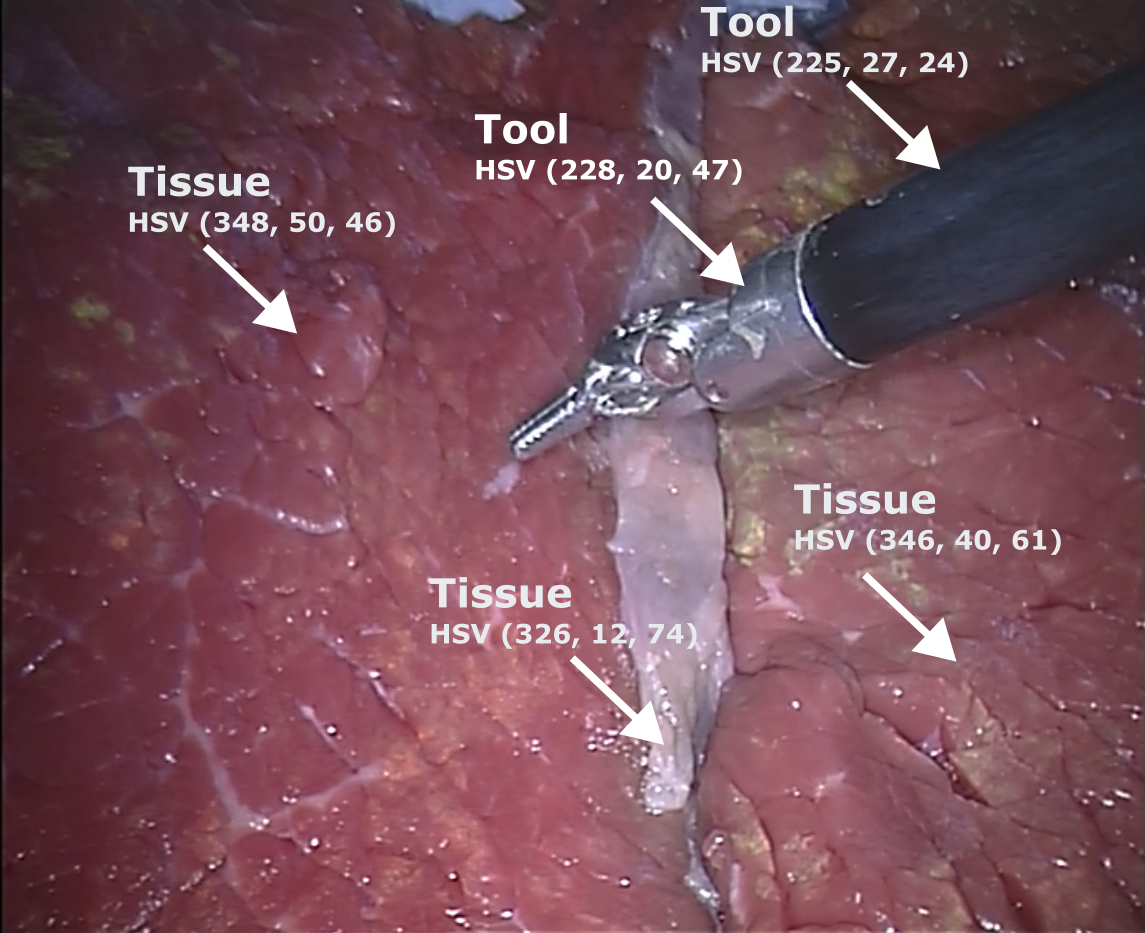 Tool
HSV (225, 27, 24)
Tool
HSV (228, 20, 47)
Tissue
HSV (348, 50, 46)
Tissue
HSV (346, 40, 61)
Tissue
HSV (326, 12, 74)